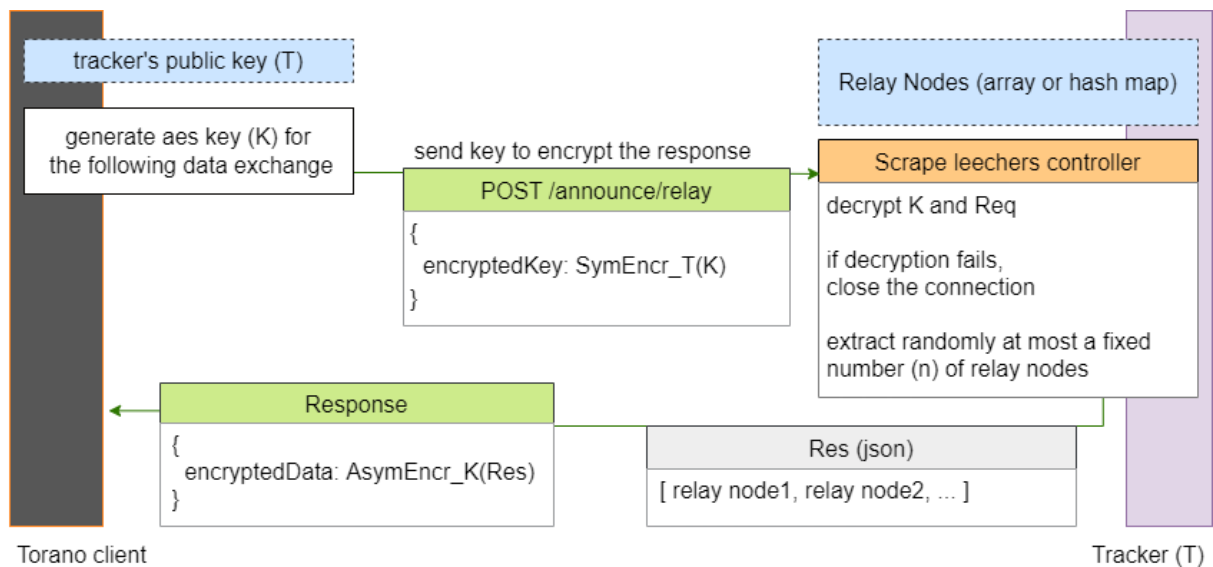 tracker's public key (T)
generate aes key (K) for
the following data exchange
send key to encrypt the response
POST /announce/relay
{
encryptedKey: SymEncr_T(K)
}
Relay Nodes (array or hash map)
Scrape leechers controller
decrypt K and Req
if decryption fails,
close the connection
extract randomly at most a fixed
number (n) of relay nodes
Response
{
encryptedData: AsymEncr_K(Res)
}
Res (json)
[ relay node1, relay node2, ... ]
Torano client
Tracker (T)